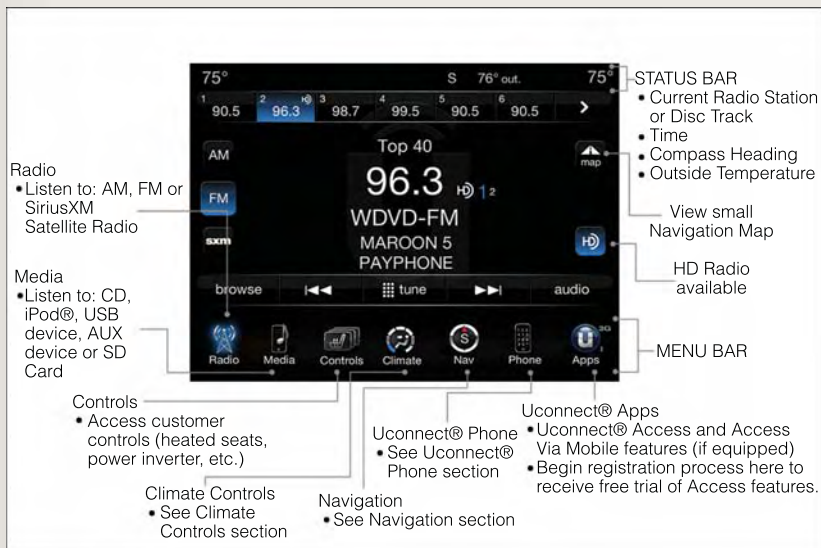 75°
S 76° out.
75°
1 90.5
2 96.3 HD
3 98.7
4 99.5
5 90.5
6 90.5
>
AM
FM
sxm
Top 40
96.3 HD 1 2
WDVD-FM
MAROON 5
PAYPHONE
map
HD
browse
tune
audio
Radio
Media
Controls
Climate
S
Nav
Phone
U 3G
Apps
STATUS BAR
• Current Radio Station
or Disc Track
• Time
• Compass Heading
• Outside Temperature
View small
Navigation Map
HD Radio
available
MENU BAR
Radio
•Listen to: AM, FM or
SiriusXM
Satellite Radio
Media
•Listen to: CD,
iPod®, USB
device, AUX
device or SD
Card
Controls
• Access customer
controls (heated seats,
power inverter, etc.)
Climate Controls
• See Climate
Controls section
Navigation
• See Navigation section
Uconnect® Phone
• See Uconnect®
Phone section
Uconnect® Apps
• Uconnect® Access and Access
Via Mobile features (if equipped)
• Begin registration process here to
receive free trial of Access features.